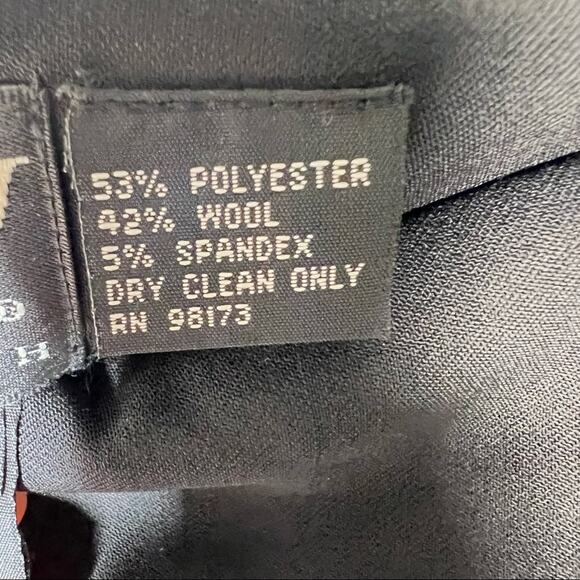 53% POLYESTER
42% WOOL
5% SPANDEX
DRY CLEAN ONLY
RN 98173